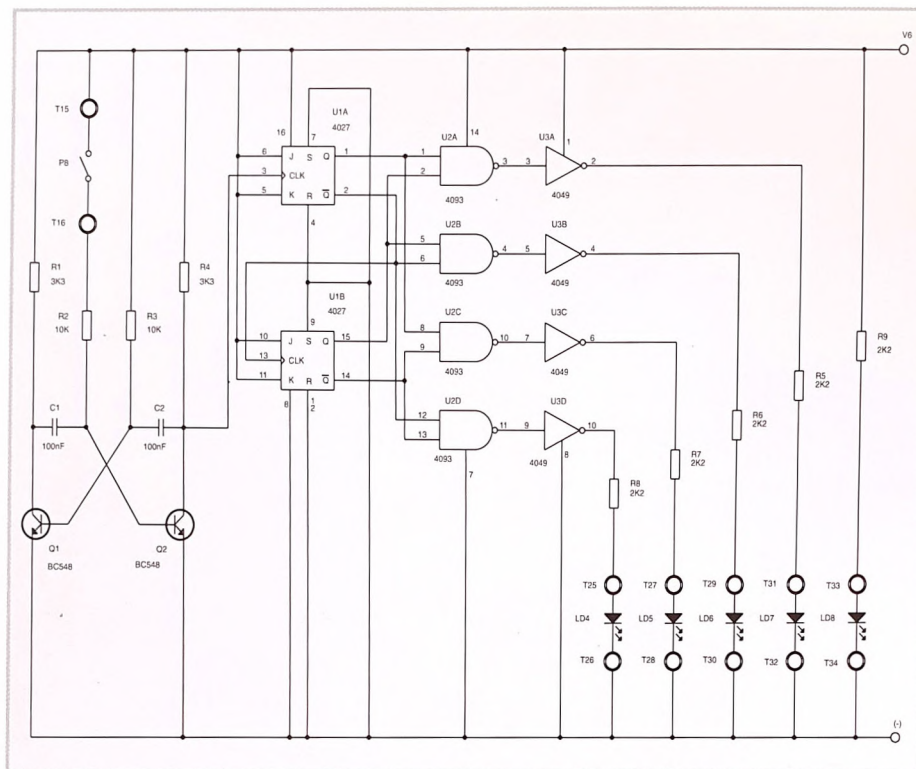 V6
T15
P8
T16
R1
3K3
R2
10K
R3
10K
R4
3K3
C1
100nF
C2
100nF
Q1
BC548
Q2
BC548
U1A
4027
16
7
6
3
5
J S Q
CLK
K R Q
1
2
4
U1B
4027
9
10
13
11
J S Q
CLK
K R Q
15
14
8
1
2
U2A
14
1
2
3
4093
U3A
1
3
2
4049
U2B
5
6
4
4093
U3B
5
4
4049
U2C
8
9
10
4093
U3C
7
6
4049
U2D
12
13
11
4093
7
U3D
9
10
4049
8
R9
2K2
R5
2K2
R6
2K2
R7
2K2
R8
2K2
T25
T27
T29
T31
T33
LD4
LD5
LD6
LD7
LD8
T26
T28
T30
T32
T34
(-)